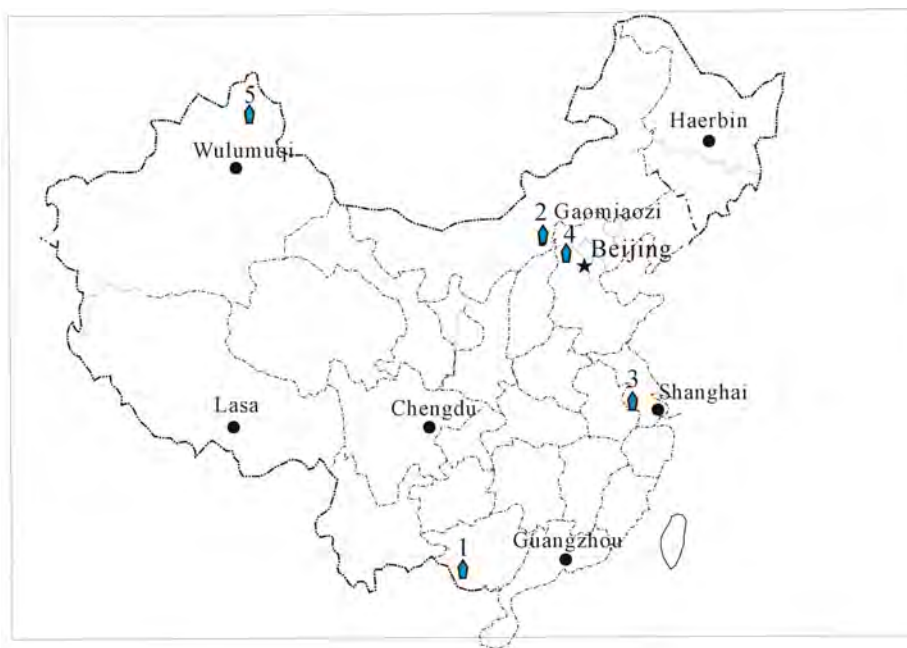 5
Haerbin
Wulumuqi
2 Gaomiaozi
4
Beijing
3
Shanghai
Lasa
Chengdu
Guangzhou
1